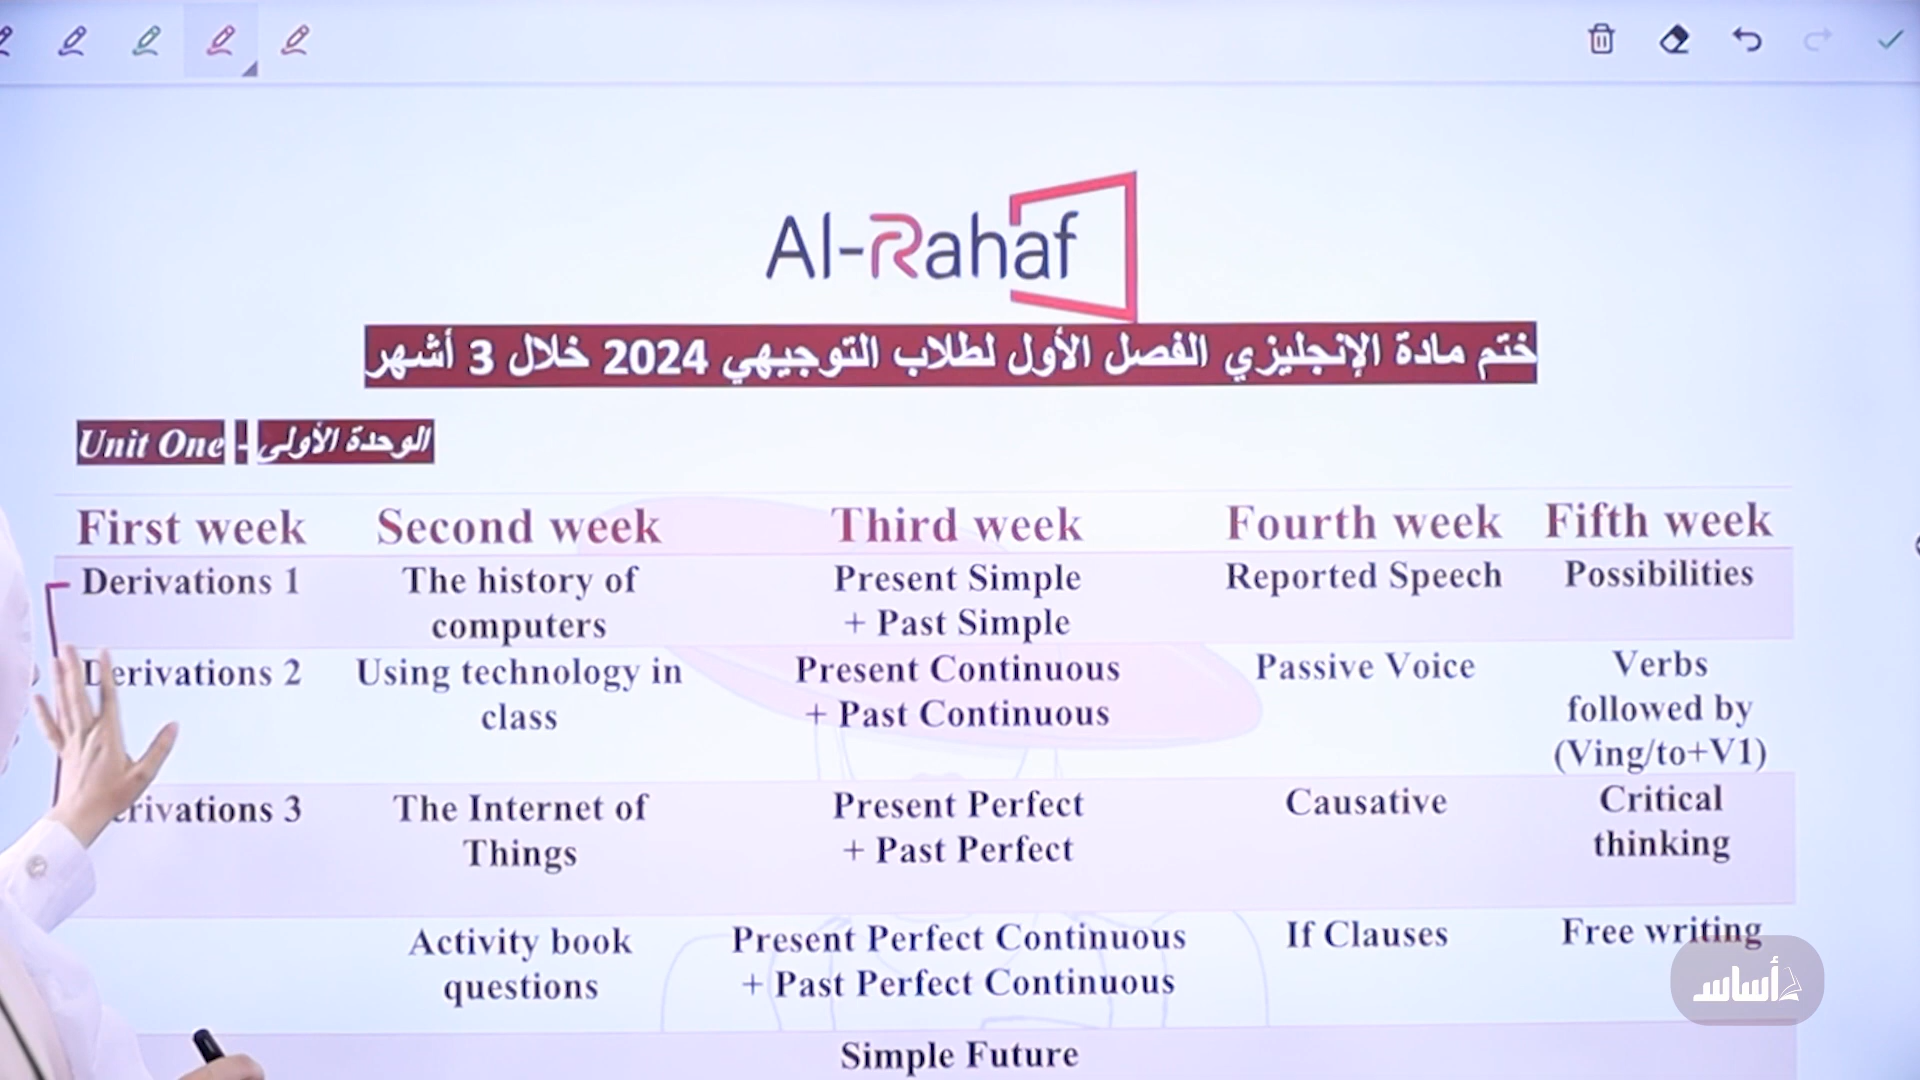 Al-Rahaf
ختم مادة الإنجليزي الفصل الأول لطلاب التوجيهي 2024 خلال 3 أشهر
Unit One - الوحدة الأولى
First week Second week Third week Fourth week Fifth week
Derivations 1 The history of Present Simple Reported Speech Possibilities
computers + Past Simple
Derivations 2 Using technology in Present Continuous Passive Voice Verbs
class + Past Continuous followed by
(Ving/to+V1)
erivations 3 The Internet of Present Perfect Causative Critical
Things + Past Perfect thinking
Activity book Present Perfect Continuous If Clauses Free writing
questions + Past Perfect Continuous
أساس
Simple Future